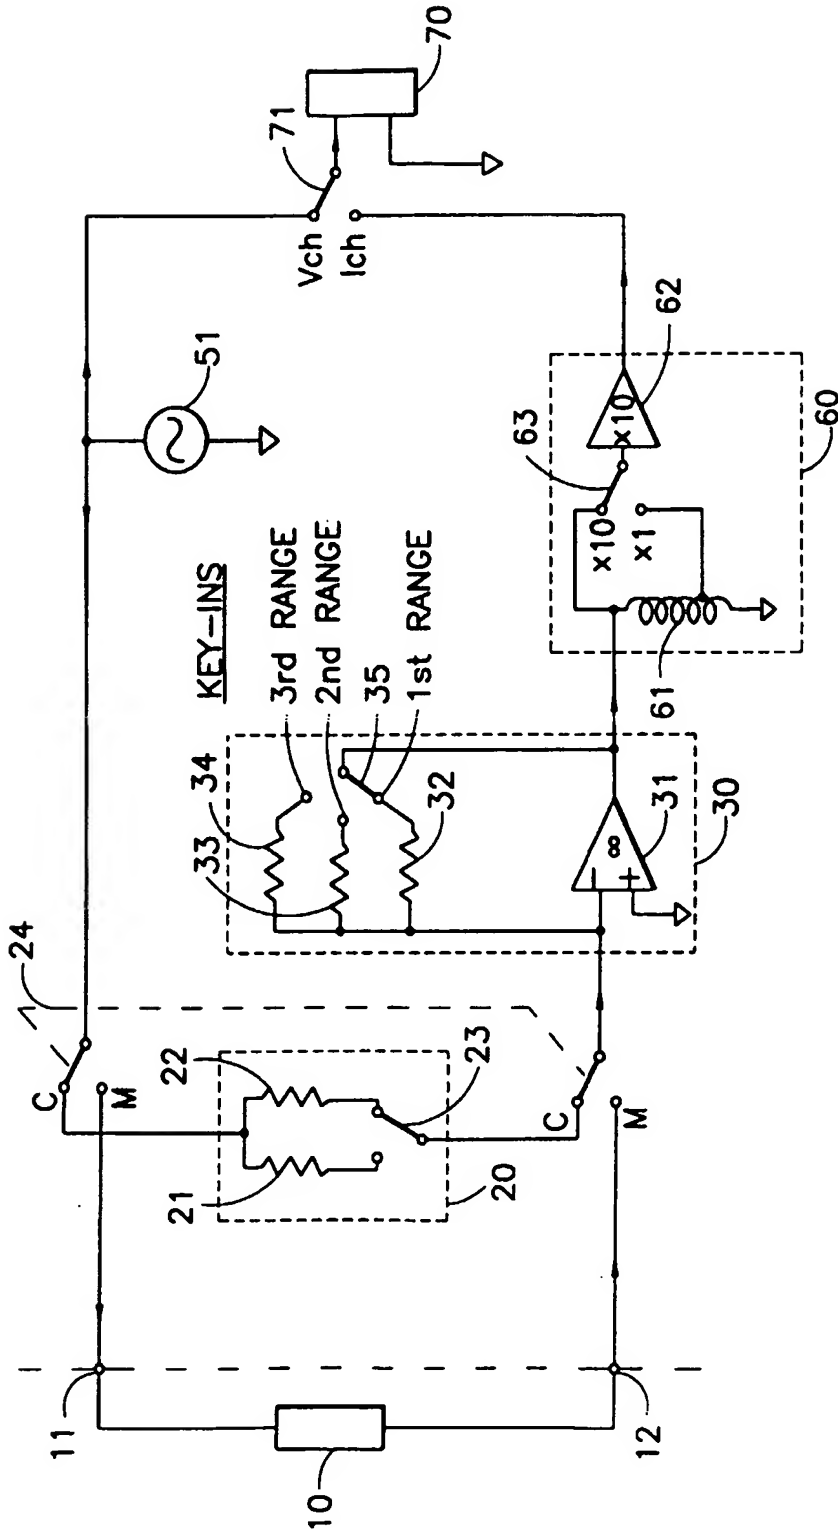 70
71
Vch
Ich
51
62
63
x10
x10
x1
61
60
KEY-INS
3rd RANGE
2nd RANGE
35
1st RANGE
34
33
32
∞
-
+
31
30
24
C
M
22
23
21
20
C
M
11
12
10